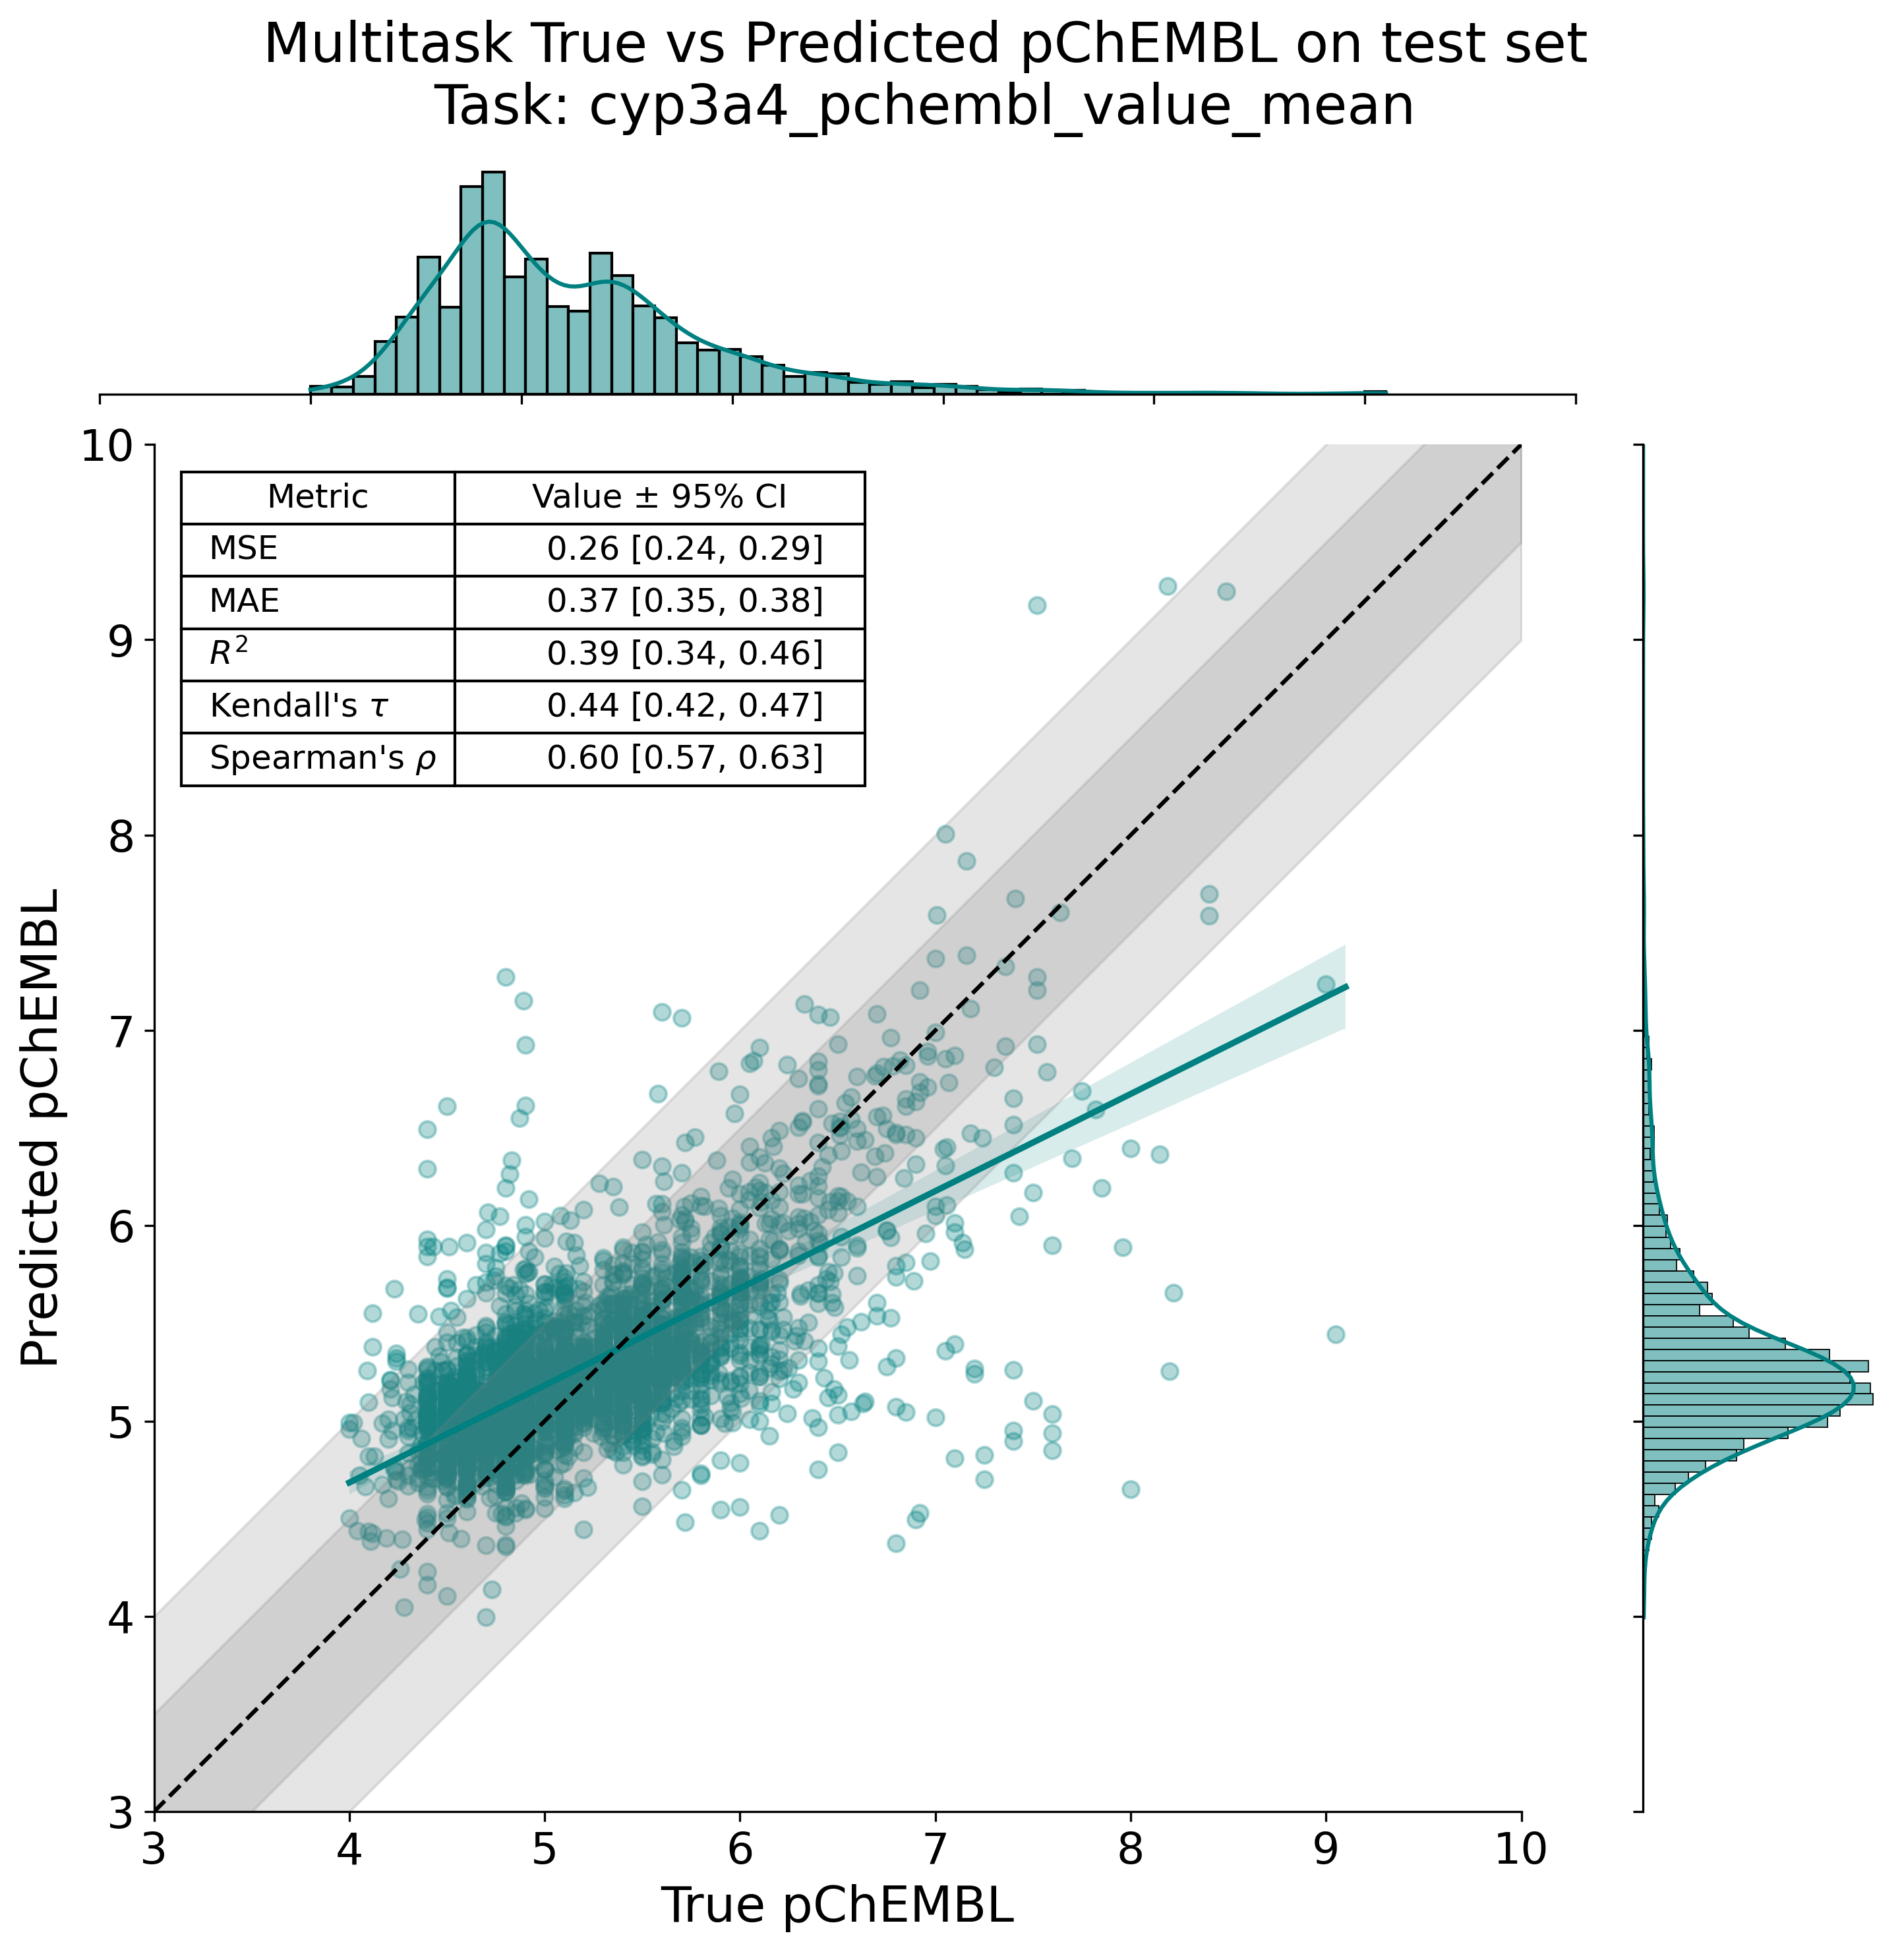 Multitask True vs Predicted pChEMBL on test set
Task: cyp3a4_pchembl_value_mean
Metric Value ± 95% CI
MSE 0.26 [0.24, 0.29]
MAE 0.37 [0.35, 0.38]
R² 0.39 [0.34, 0.46]
Kendall's τ 0.44 [0.42, 0.47]
Spearman's ρ 0.60 [0.57, 0.63]
Predicted pChEMBL
10
9
8
7
6
5
4
3
3 4 5 6 7 8 9 10
True pChEMBL